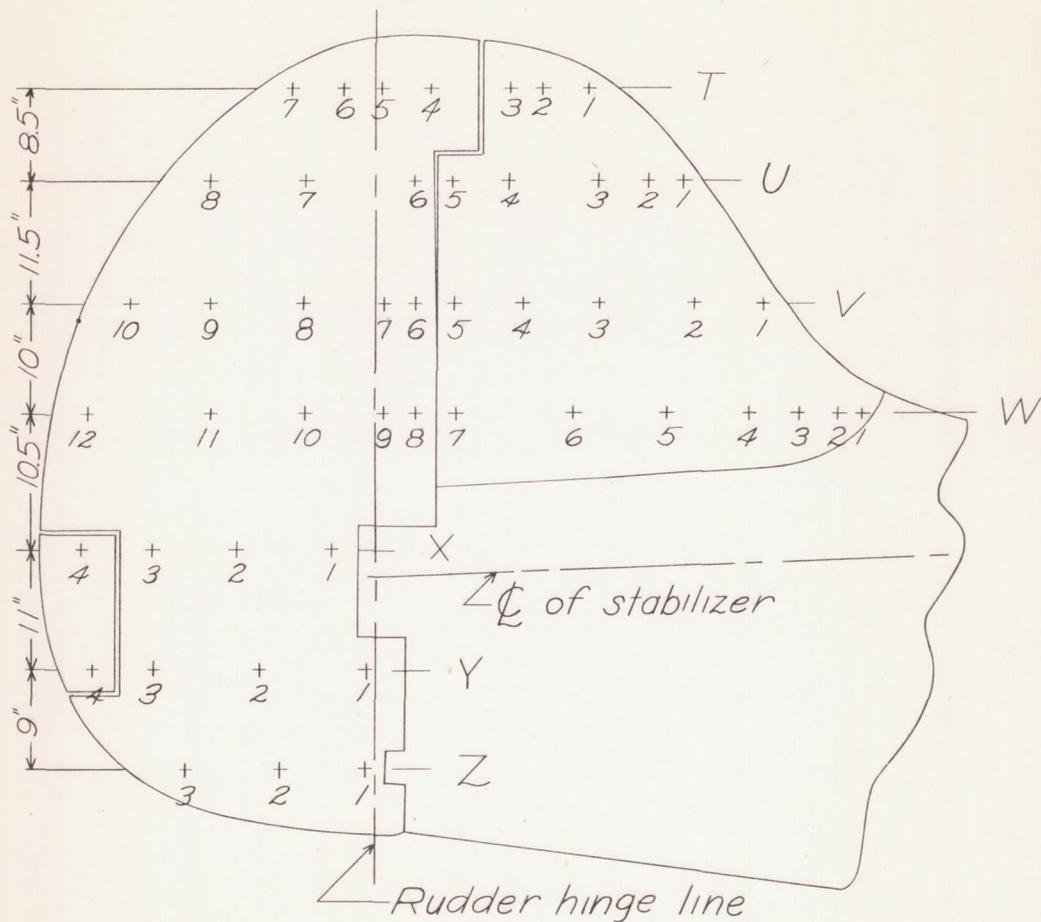 7 6 5 4 3 2 1 T
8 7 6 5 4 3 2 1 U
10 9 8 7 6 5 4 3 2 1 V
12 11 10 9 8 7 6 5 4 3 2 1 W
4 3 2 1 X
₵ of stabilizer
4 3 2 1 Y
3 2 1 Z
Rudder hinge line
8.5"
11.5"
10"
10.5"
11"
9"